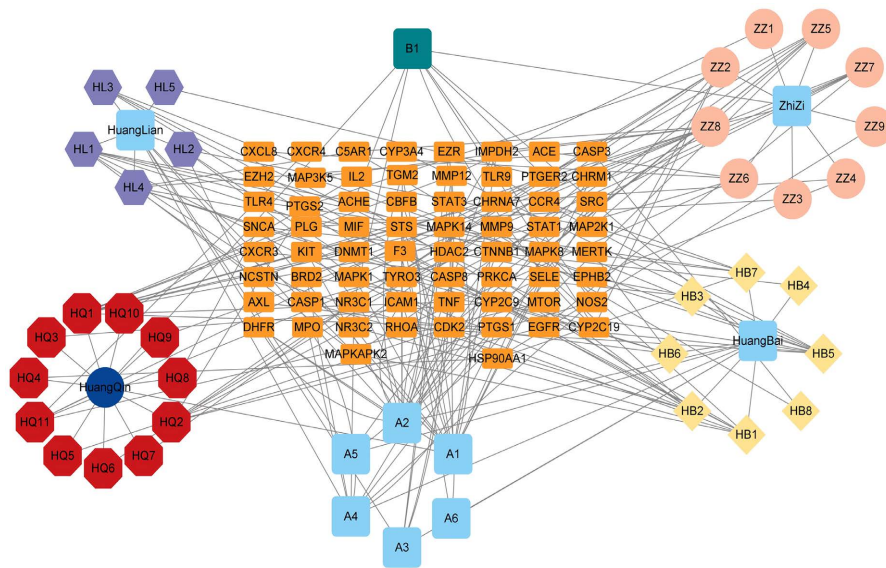 B1
ZZ1
ZZ5
ZZ2
ZZ7
ZhiZi
ZZ8
ZZ9
ZZ6
ZZ3
ZZ4
HL3
HL5
HuangLian
HL1
HL2
HL4
CXCL8 CXCR4 C5AR1 CYP3A4 EZR IMPDH2 ACE CASP3
EZH2 MAP3K5 IL2 TGM2 MMP12 TLR9 PTGER2 CHRM1
TLR4 PTGS2 ACHE CBFB STAT3 CHRNA7 CCR4 SRC
SNCA PLG MIF STS MAPK14 MMP9 STAT1 MAP2K1
CXCR3 KIT DNMT1 F3 HDAC2 CTNNB1 MAPK8 MERTK
NCSTN BRD2 MAPK1 TYRO3 CASP8 PRKCA SELE EPHB2
AXL CASP1 NR3C1 ICAM1 TNF CYP2C9 MTOR NOS2
DHFR MPO NR3C2 RHOA CDK2 PTGS1 EGFR CYP2C19
MAPKAPK2 HSP90AA1
HQ1
HQ10
HQ3
HQ9
HQ4
HuangQin
HQ8
HQ11
HQ2
HQ5
HQ6
HQ7
HB7
HB4
HB3
HuangBai
HB6
HB5
HB2
HB8
HB1
A2
A5
A1
A4
A6
A3